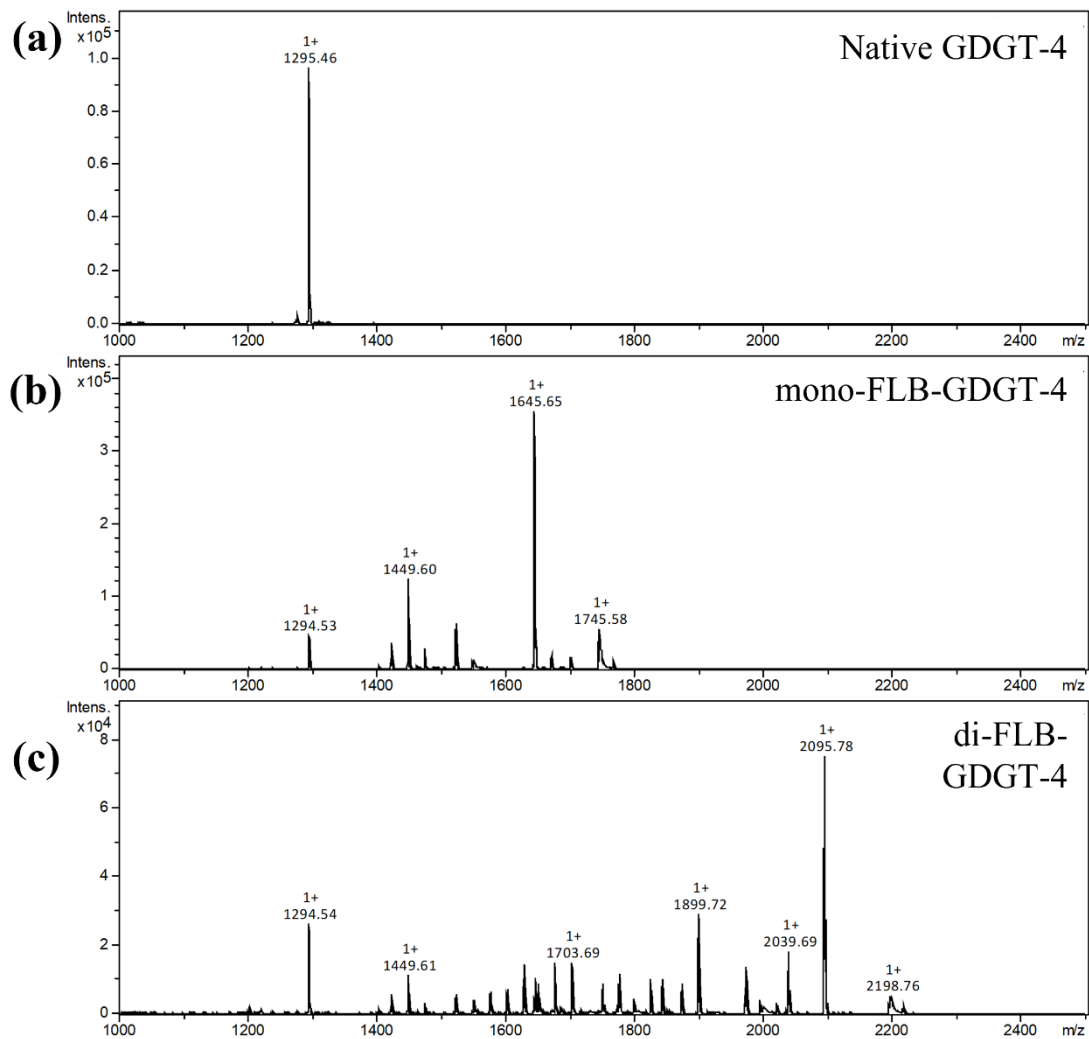 (a)
Intens.
x10⁵
1.0
0.8
0.6
0.4
0.2
0.0
1+
1295.46
Native GDGT-4
1000 1200 1400 1600 1800 2000 2200 2400 m/z
(b)
Intens.
x10⁵
3
2
1
0
1+
1294.53
1+
1449.60
1+
1645.65
1+
1745.58
mono-FLB-GDGT-4
1000 1200 1400 1600 1800 2000 2200 2400 m/z
(c)
Intens.
x10⁴
8
6
4
2
0
1+
1294.54
1+
1449.61
1+
1703.69
1+
1899.72
1+
2039.69
1+
2095.78
1+
2198.76
di-FLB-
GDGT-4
1000 1200 1400 1600 1800 2000 2200 2400 m/z